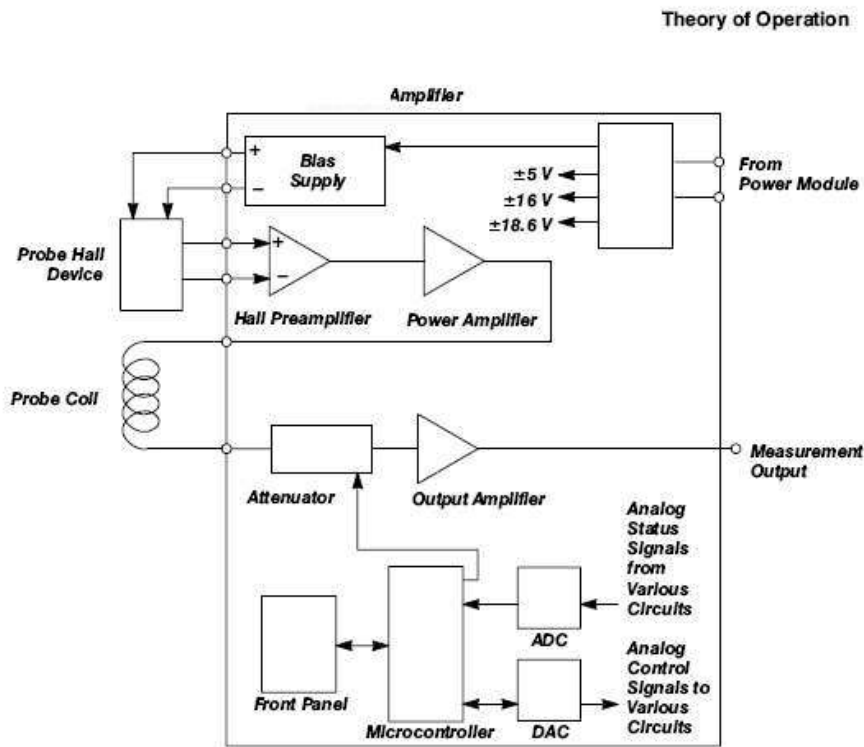 Theory of Operation
Amplifier
+
Bias
Supply
−
±5 V
±16 V
±18.6 V
From
Power Module
Probe Hall
Device
+
−
Hall Preamplifier
Power Amplifier
Probe Coil
Attenuator
Output Amplifier
Measurement
Output
Analog
Status
Signals
from
Various
Circuits
ADC
Front Panel
Microcontroller
DAC
Analog
Control
Signals to
Various
Circuits